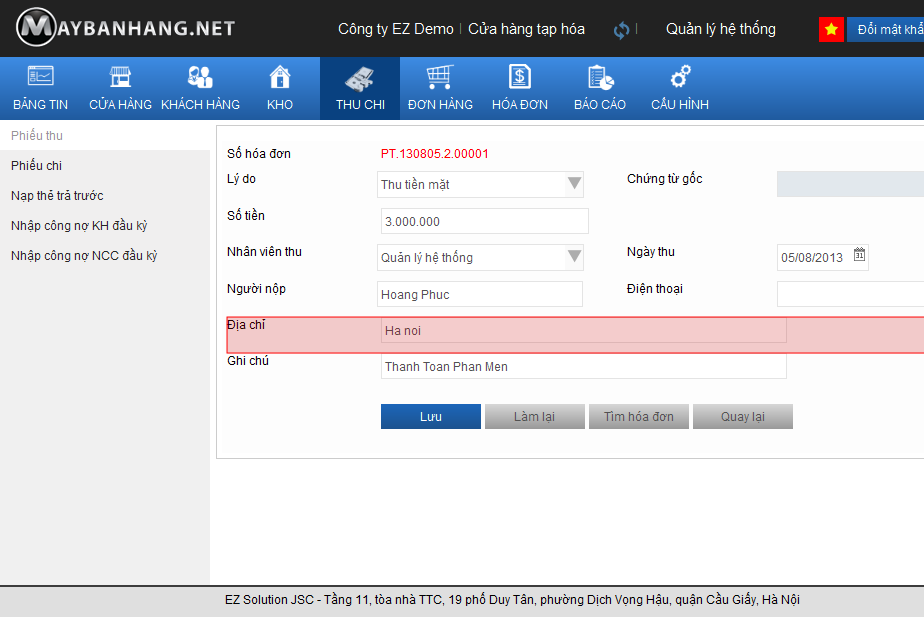 MAYBANHANG.NET
Công ty EZ Demo | Cửa hàng tạp hóa | Quản lý hệ thống
Đổi mật khẩ
BẢNG TIN CỬA HÀNG KHÁCH HÀNG KHO THU CHI ĐƠN HÀNG HÓA ĐƠN BÁO CÁO CẤU HÌNH
Phiếu thu
Phiếu chi
Nạp thẻ trả trước
Nhập công nợ KH đầu kỳ
Nhập công nợ NCC đầu kỳ
Số hóa đơn PT.130805.2.00001
Lý do Thu tiền mặt Chứng từ gốc
Số tiền 3.000.000
Nhân viên thu Quản lý hệ thống Ngày thu 05/08/2013 31
Người nộp Hoang Phuc Điện thoại
Địa chỉ Ha noi
Ghi chú Thanh Toan Phan Men
Lưu Làm lại Tìm hóa đơn Quay lại
EZ Solution JSC - Tầng 11, tòa nhà TTC, 19 phố Duy Tân, phường Dịch Vọng Hậu, quận Cầu Giấy, Hà Nội